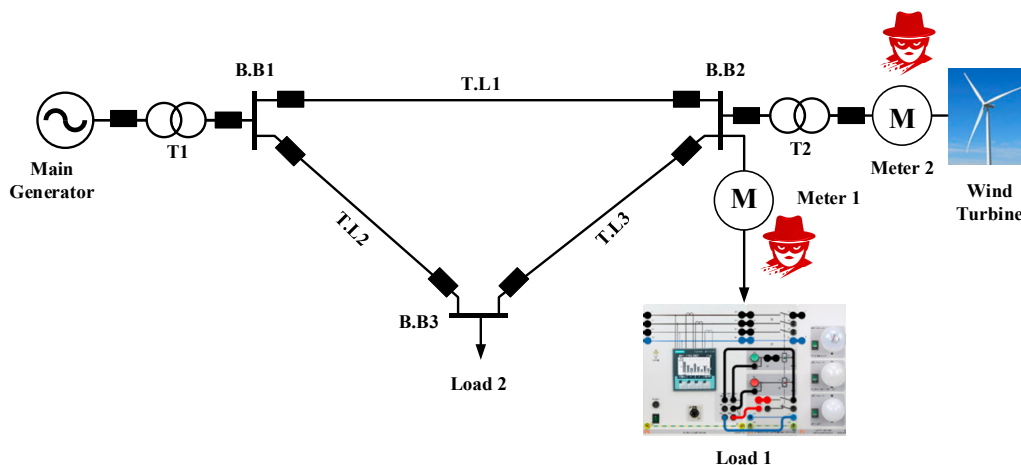 B.B1
T.L1
B.B2
T1
T2
M
Main
Generator
Meter 2
Wind
Turbine
M
Meter 1
T.L2
T.L3
B.B3
Load 2
Load 1